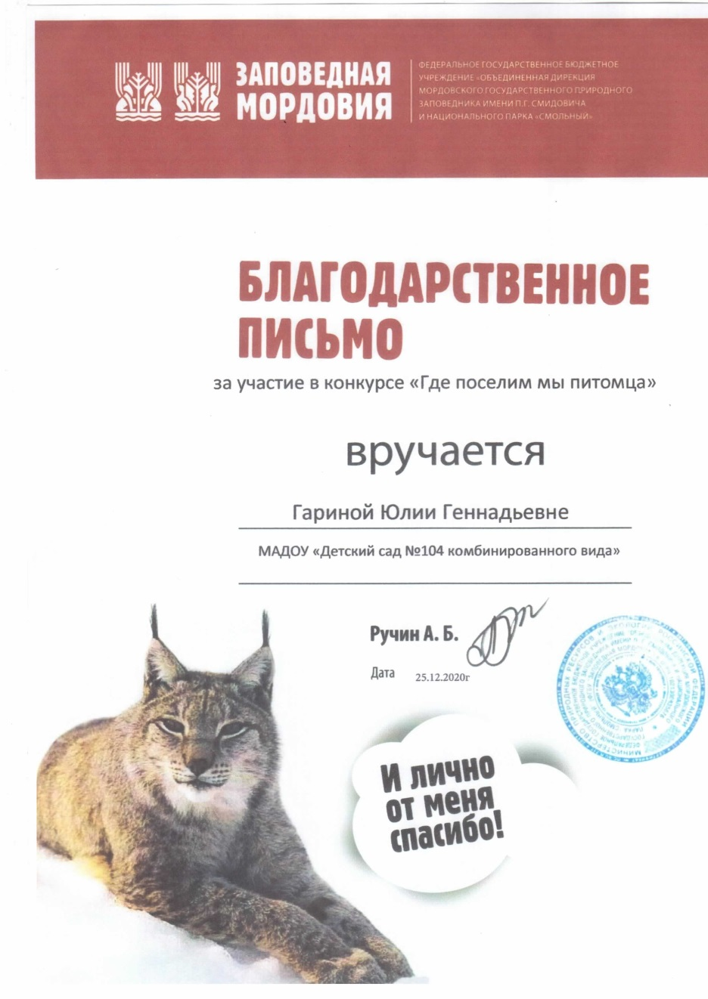 ЗАПОВЕДНАЯ
МОРДОВИЯ
ФЕДЕРАЛЬНОЕ ГОСУДАРСТВЕННОЕ БЮДЖЕТНОЕ
УЧРЕЖДЕНИЕ «ОБЪЕДИНЕННАЯ ДИРЕКЦИЯ
МОРДОВСКОГО ГОСУДАРСТВЕННОГО ПРИРОДНОГО
ЗАПОВЕДНИКА ИМЕНИ П.Г. СМИДОВИЧА
И НАЦИОНАЛЬНОГО ПАРКА «СМОЛЬНЫЙ»
БЛАГОДАРСТВЕННОЕ
ПИСЬМО
за участие в конкурсе «Где поселим мы питомца»
вручается
Гариной Юлии Геннадьевне
МАДОУ «Детский сад №104 комбинированного вида»
Ручин А. Б.
Дата 25.12.2020г
И лично
от меня
спасибо!